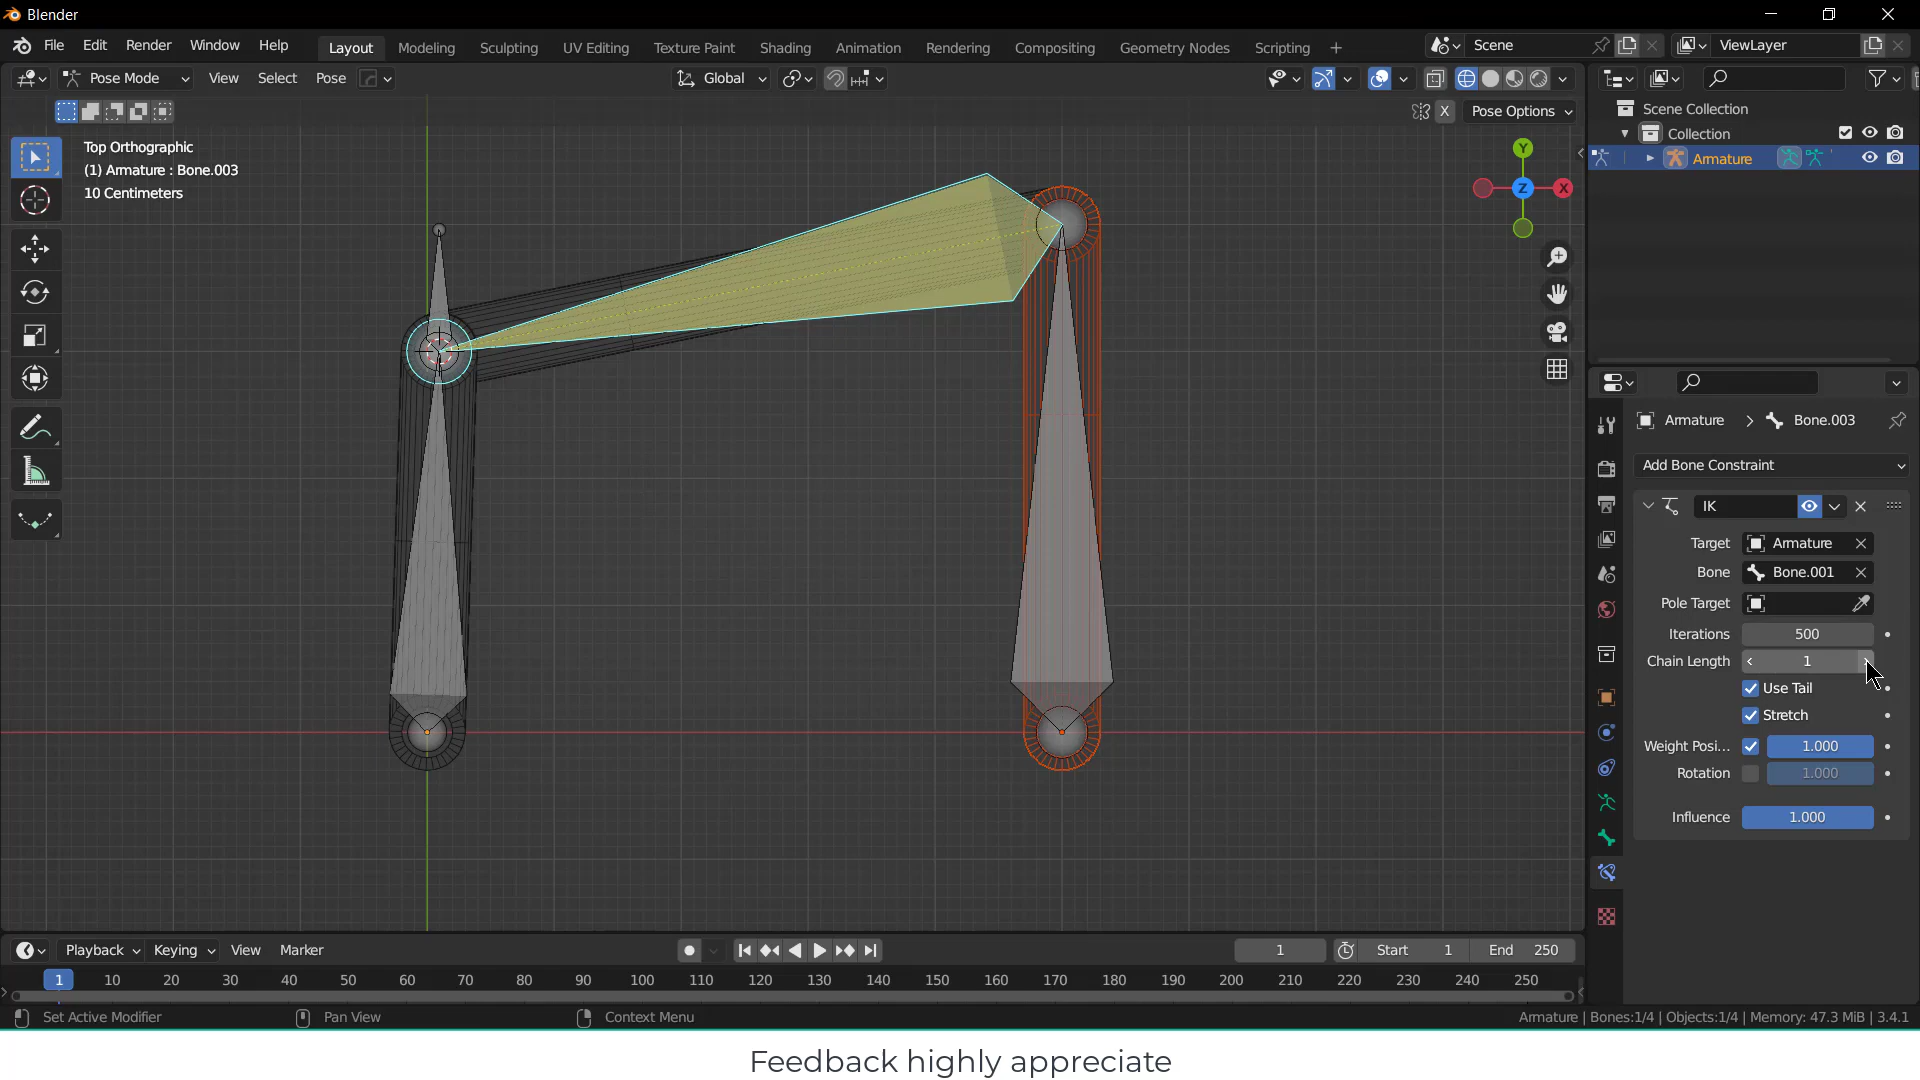 Blender
File Edit Render Window Help Layout Modeling Sculpting UV Editing Texture Paint Shading Animation Rendering Compositing Geometry Nodes Scripting + Scene ViewLayer
Pose Mode View Select Pose Global
X Pose Options
Top Orthographic
(1) Armature : Bone.003
10 Centimeters
Y
Z
X
Scene Collection
Collection
Armature
Armature > Bone.003
Add Bone Constraint
IK
Target Armature
Bone Bone.001
Pole Target
Iterations 500
Chain Length 1
Use Tail
Stretch
Weight Posi... 1.000
Rotation 1.000
Influence 1.000
Playback Keying View Marker 1 Start 1 End 250
1 10 20 30 40 50 60 70 80 90 100 110 120 130 140 150 160 170 180 190 200 210 220 230 240 250
Set Active Modifier Pan View Context Menu Armature | Bones:1/4 | Objects:1/4 | Memory: 47.3 MiB | 3.4.1
Feedback highly appreciate